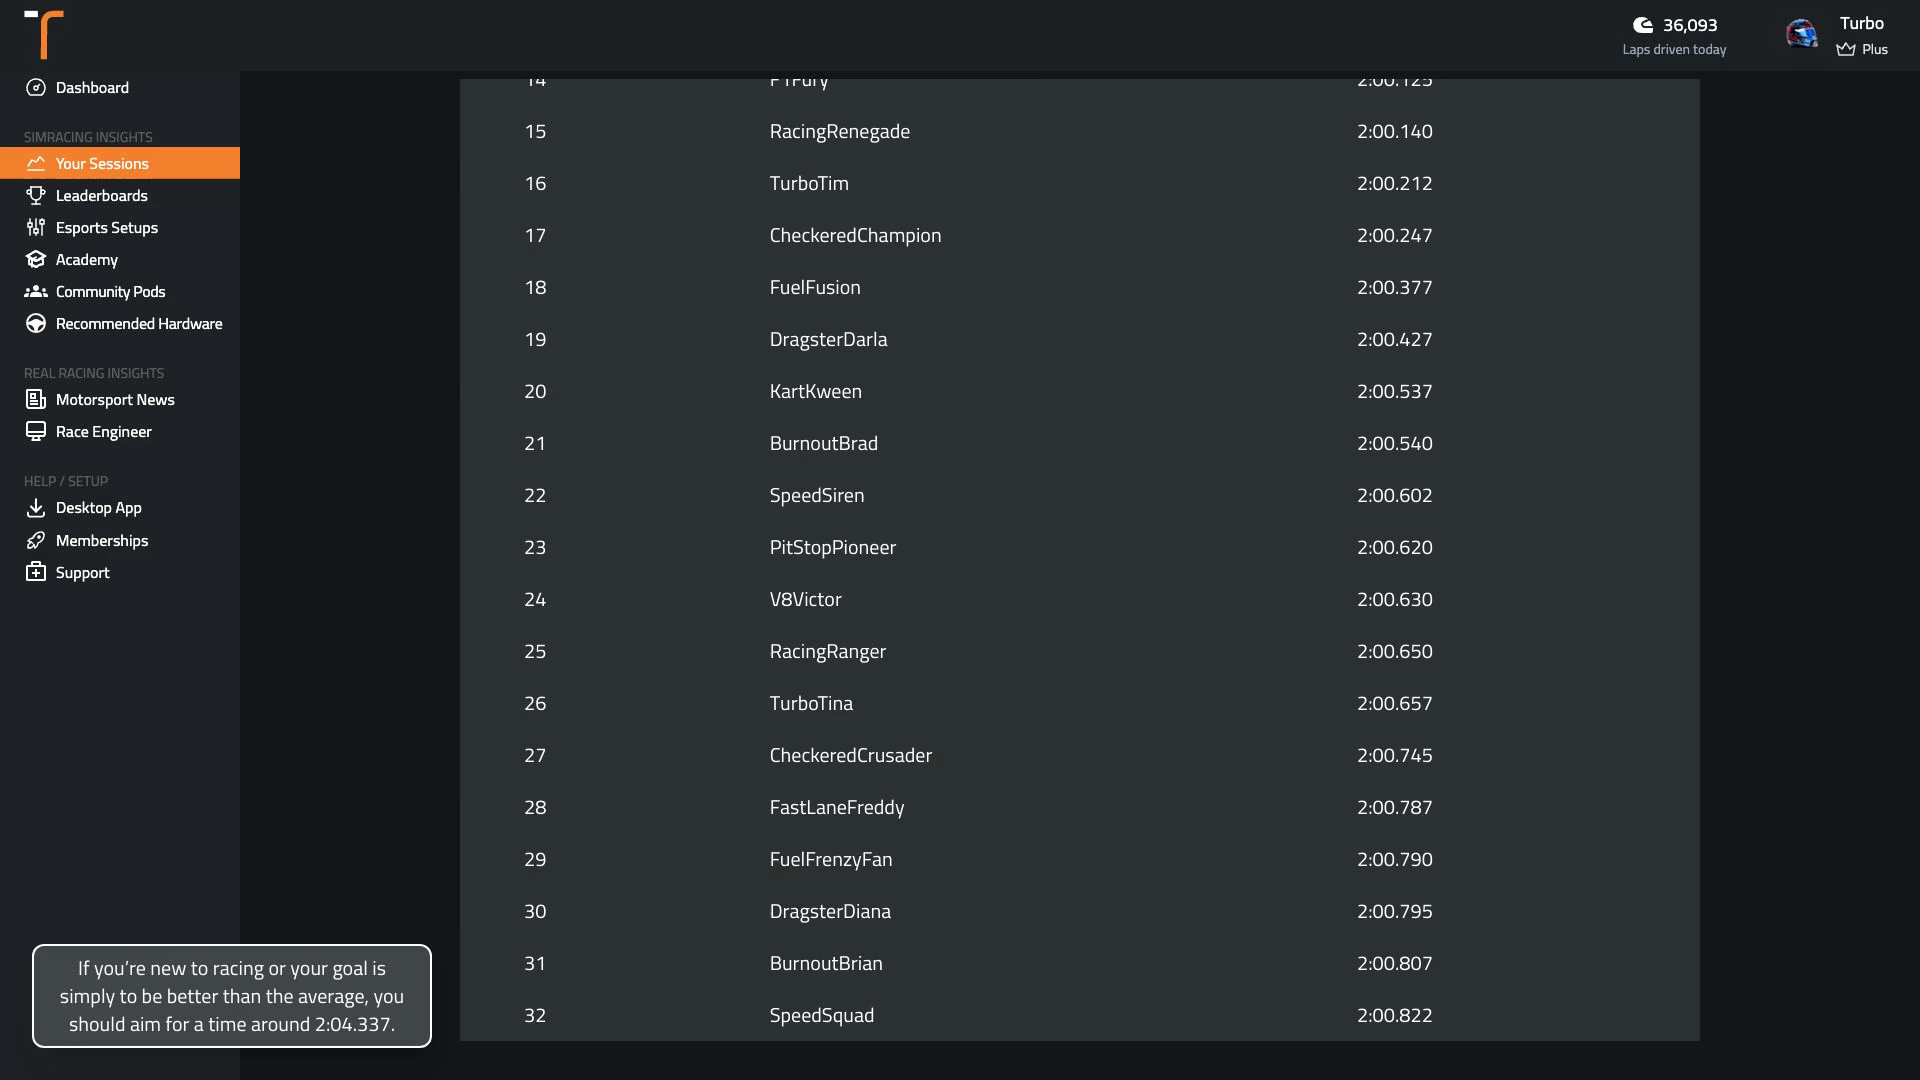 36,093
Laps driven today
Turbo
Plus
Dashboard
SIMRACING INSIGHTS
Your Sessions
Leaderboards
Esports Setups
Academy
Community Pods
Recommended Hardware
REAL RACING INSIGHTS
Motorsport News
Race Engineer
HELP / SETUP
Desktop App
Memberships
Support
If you’re new to racing or your goal is
simply to be better than the average, you
should aim for a time around 2:04.337.
14 2:00.125
15 RacingRenegade 2:00.140
16 TurboTim 2:00.212
17 CheckeredChampion 2:00.247
18 FuelFusion 2:00.377
19 DragsterDarla 2:00.427
20 KartKween 2:00.537
21 BurnoutBrad 2:00.540
22 SpeedSiren 2:00.602
23 PitStopPioneer 2:00.620
24 V8Victor 2:00.630
25 RacingRanger 2:00.650
26 TurboTina 2:00.657
27 CheckeredCrusader 2:00.745
28 FastLaneFreddy 2:00.787
29 FuelFrenzyFan 2:00.790
30 DragsterDiana 2:00.795
31 BurnoutBrian 2:00.807
32 SpeedSquad 2:00.822